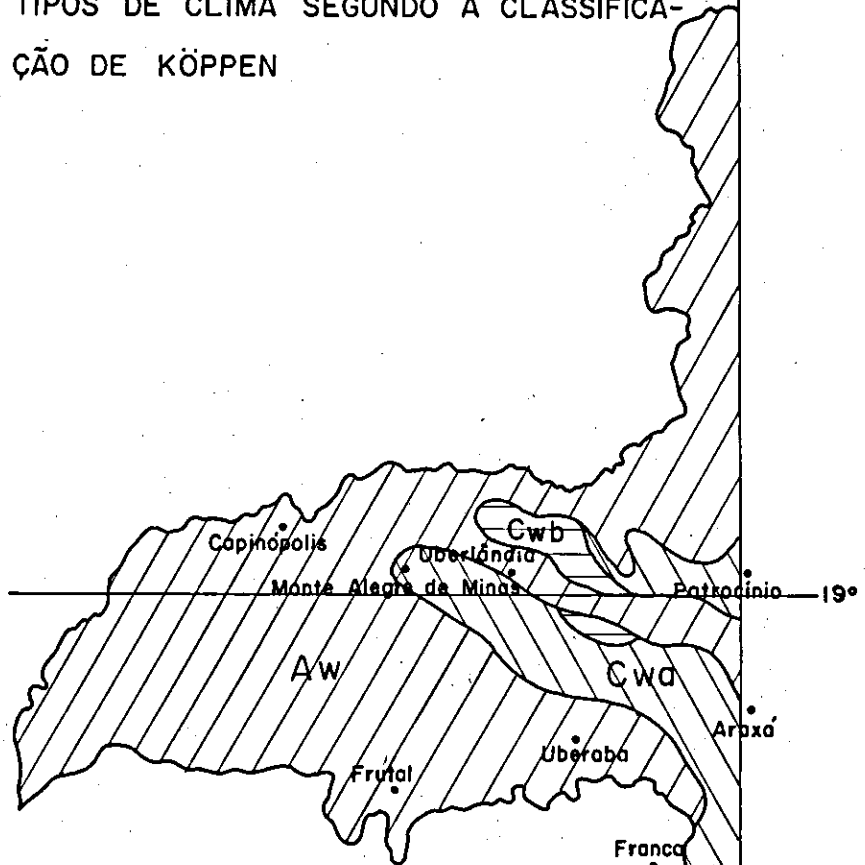 TIPOS DE CLIMA SEGUNDO A CLASSIFICA-
ÇÃO DE KÖPPEN
Cwb
Capinópolis
Uberlândia
Monte Alegre de Minas
Patrocínio
19°
Aw
Cwa
Araxá
Uberaba
Frutal
Franca